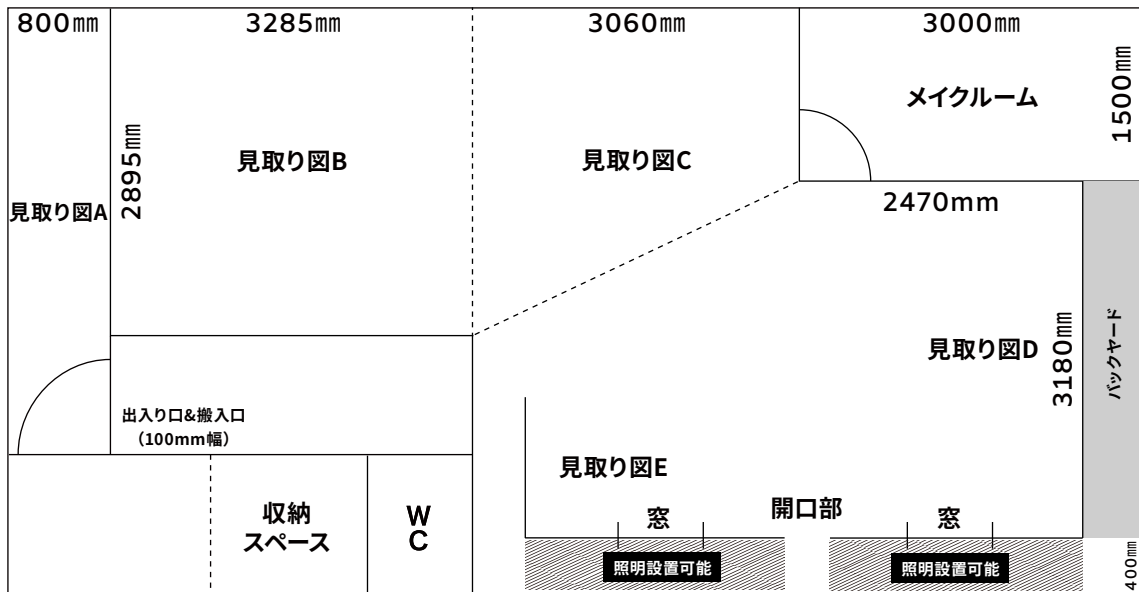 800㎜
3285㎜
3060㎜
3000㎜
メイクルーム
1500㎜
2895㎜
見取り図B
見取り図C
見取り図A
2470mm
見取り図D
3180㎜
バックヤード
出入り口&搬入口
（100mm幅）
見取り図E
収納
スペース
W
C
窓
開口部
窓
照明設置可能
照明設置可能
400㎜